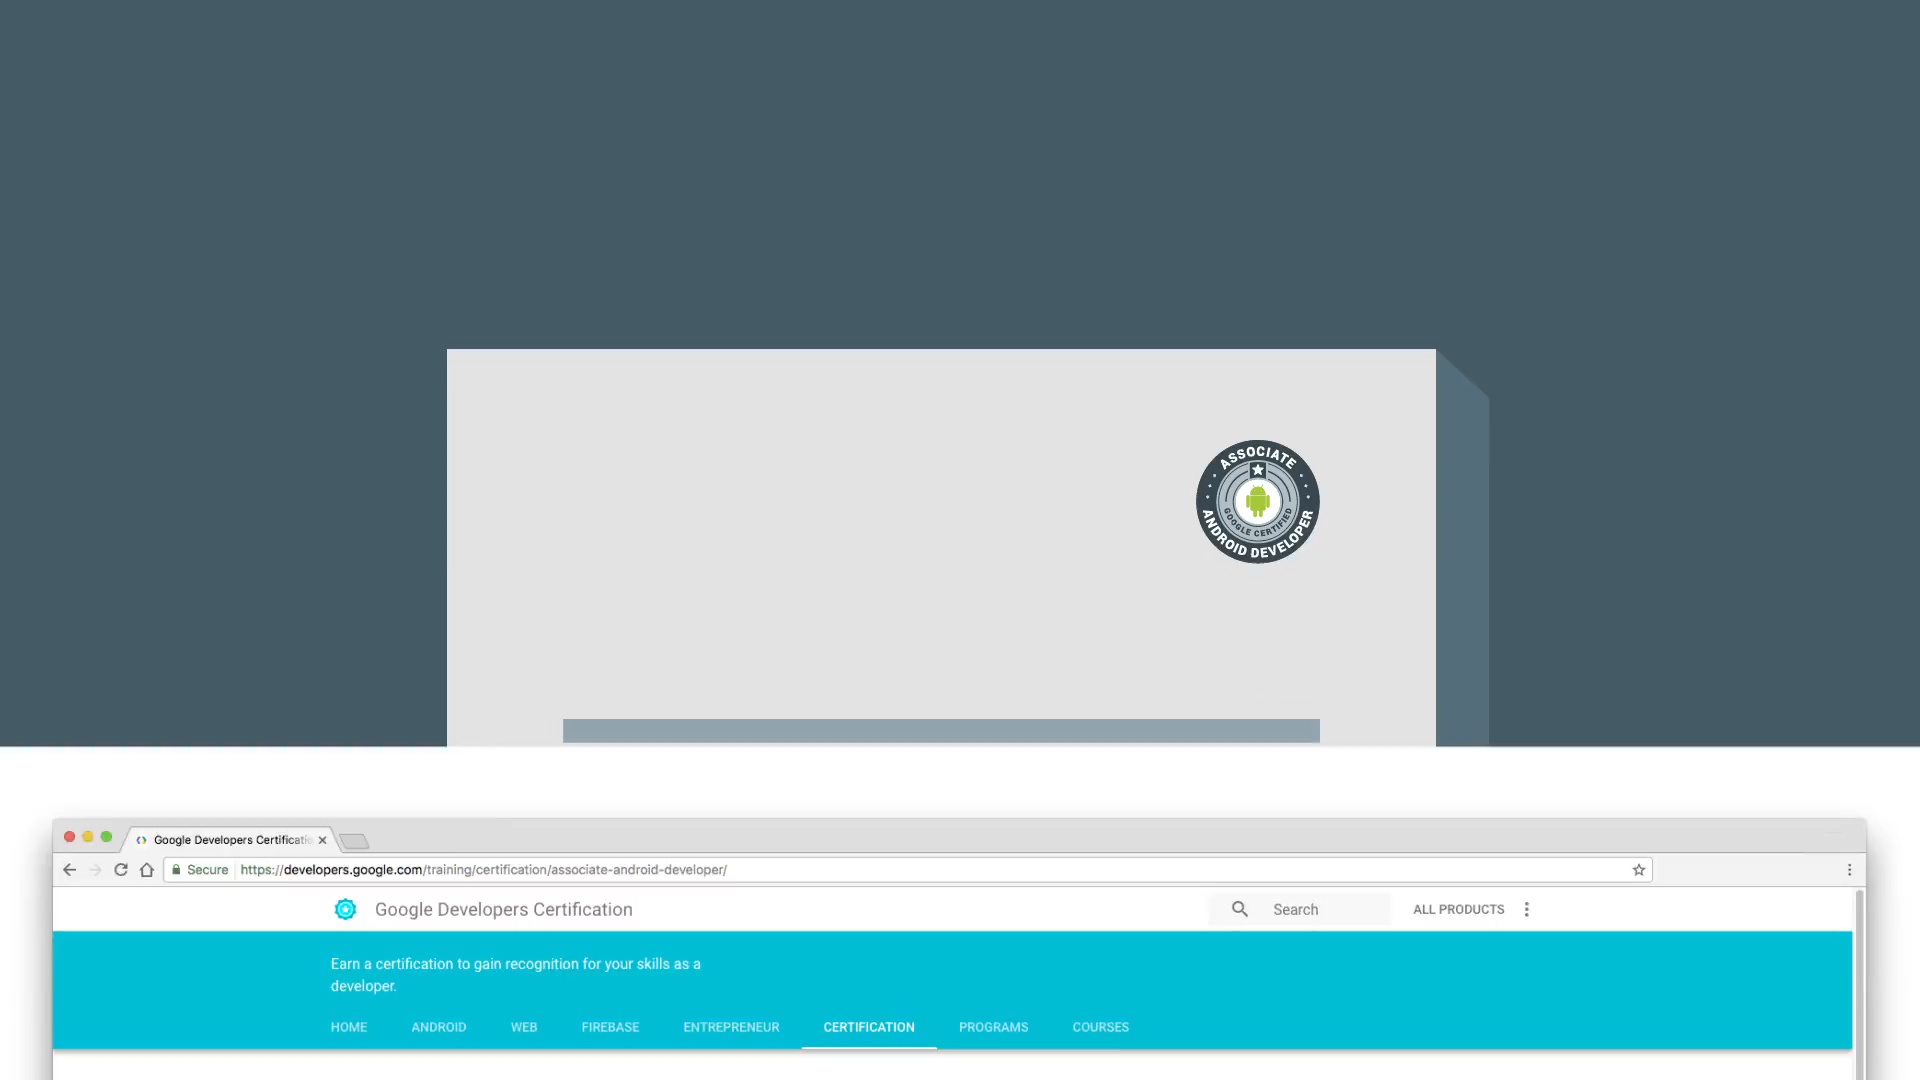 ASSOCIATE
GOOGLE CERTIFIED
ANDROID DEVELOPER
Google Developers Certificatio
Secure https://developers.google.com/training/certification/associate-android-developer/
Google Developers Certification Search ALL PRODUCTS
Earn a certification to gain recognition for your skills as a
developer.
HOME ANDROID WEB FIREBASE ENTREPRENEUR CERTIFICATION PROGRAMS COURSES